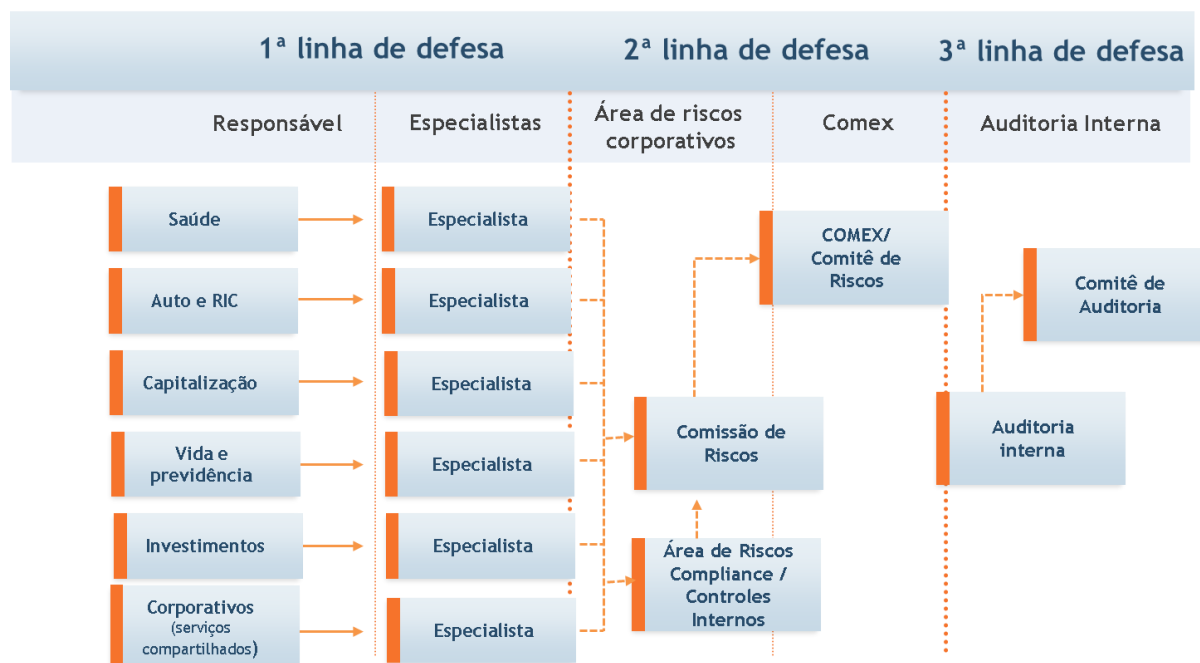 1ª linha de defesa
2ª linha de defesa
3ª linha de defesa
Responsável
Especialistas
Área de riscos
corporativos
Comex
Auditoria Interna
Saúde
Especialista
Auto e RIC
Especialista
Capitalização
Especialista
Vida e
previdência
Especialista
Investimentos
Especialista
Corporativos
(serviços
compartilhados)
Especialista
Comissão de
Riscos
Área de Riscos
Compliance /
Controles
Internos
COMEX/
Comitê de
Riscos
Comitê de
Auditoria
Auditoria
interna